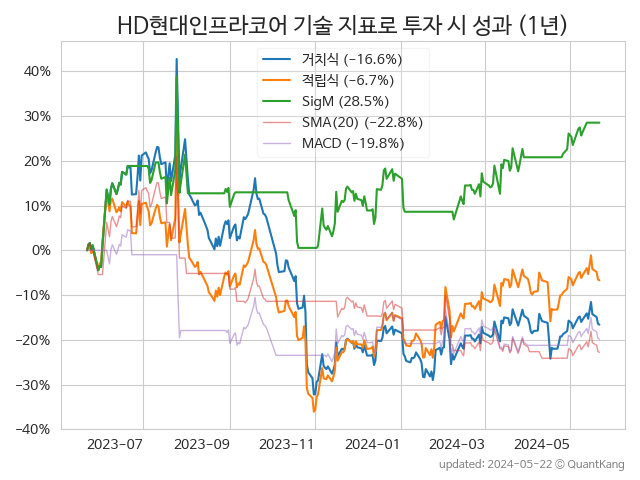 HD현대인프라코어 기술 지표로 투자 시 성과 (1년)
거치식 (−16.6%)
적립식 (−6.7%)
SigM (28.5%)
SMA(20) (−22.8%)
MACD (−19.8%)
40%
30%
20%
10%
0%
−10%
−20%
−30%
−40%
2023−07 2023−09 2023−11 2024−01 2024−03 2024−05
updated: 2024-05-22 © QuantKang